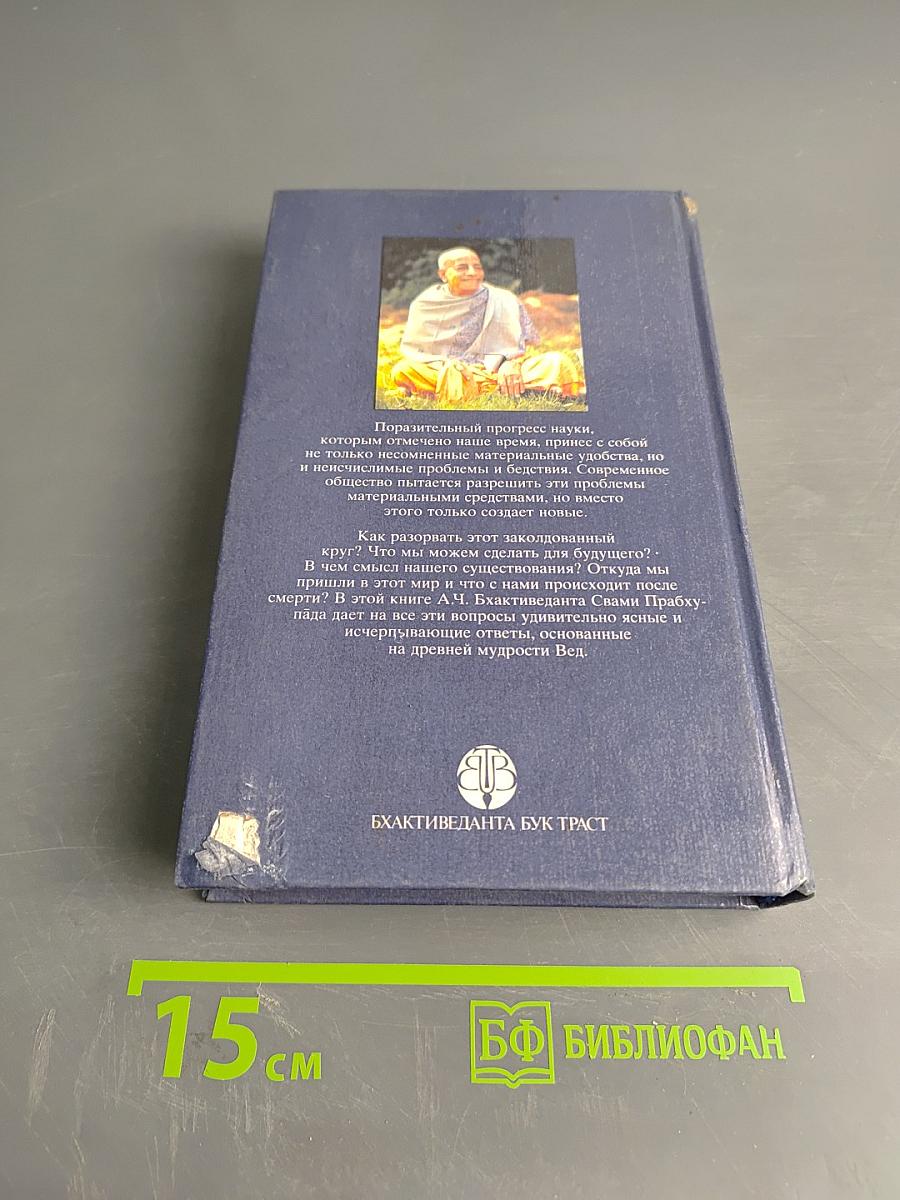 Поразительный прогресс науки,
которым отмечено наше время, принес с собой
не только несомненные материальные удобства, но
и неисчислимые проблемы и бедствия. Современное
общество пытается разрешить эти проблемы
материальными средствами, но вместо
этого только создает новые.
Как разорвать этот заколдованный
круг? Что мы можем сделать для будущего?
В чем смысл нашего существования? Откуда мы
пришли в этот мир и что с нами происходит после
смерти? В этой книге А.Ч. Бхактиведанта Свами Прабху-
пāда дает на все эти вопросы удивительно ясные и
исчерпывающие ответы, основанные
на древней мудрости Вед.
BTB
БХАКТИВЕДАНТА БУК ТРАСТ
15 см
БФ БИБЛИОФАН